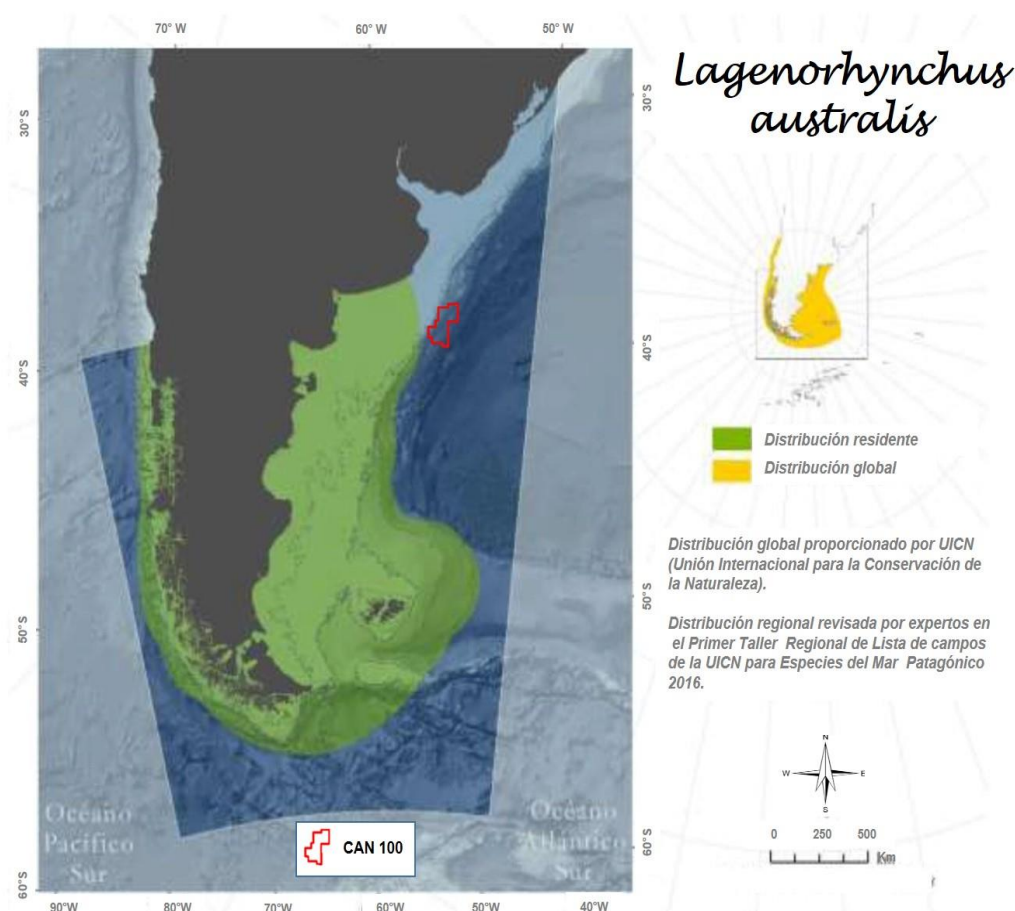 70° W
60° W
50° W
30°S
40°S
50°S
60°S
30°S
40°S
50°S
60°S
90°W
80°W
70°W
60°W
50°W
40°W
Océano
Pacífico
Sur
Océano
Atlántico
Sur
CAN 100
Lagenorhynchus
australis
Distribución residente
Distribución global
Distribución global proporcionado por UICN
(Unión Internacional para la Conservación de
la Naturaleza).
Distribución regional revisada por expertos en
el Primer Taller Regional de Lista de campos
de la UICN para Especies del Mar Patagónico
2016.
N
W
E
S
0 250 500
Km